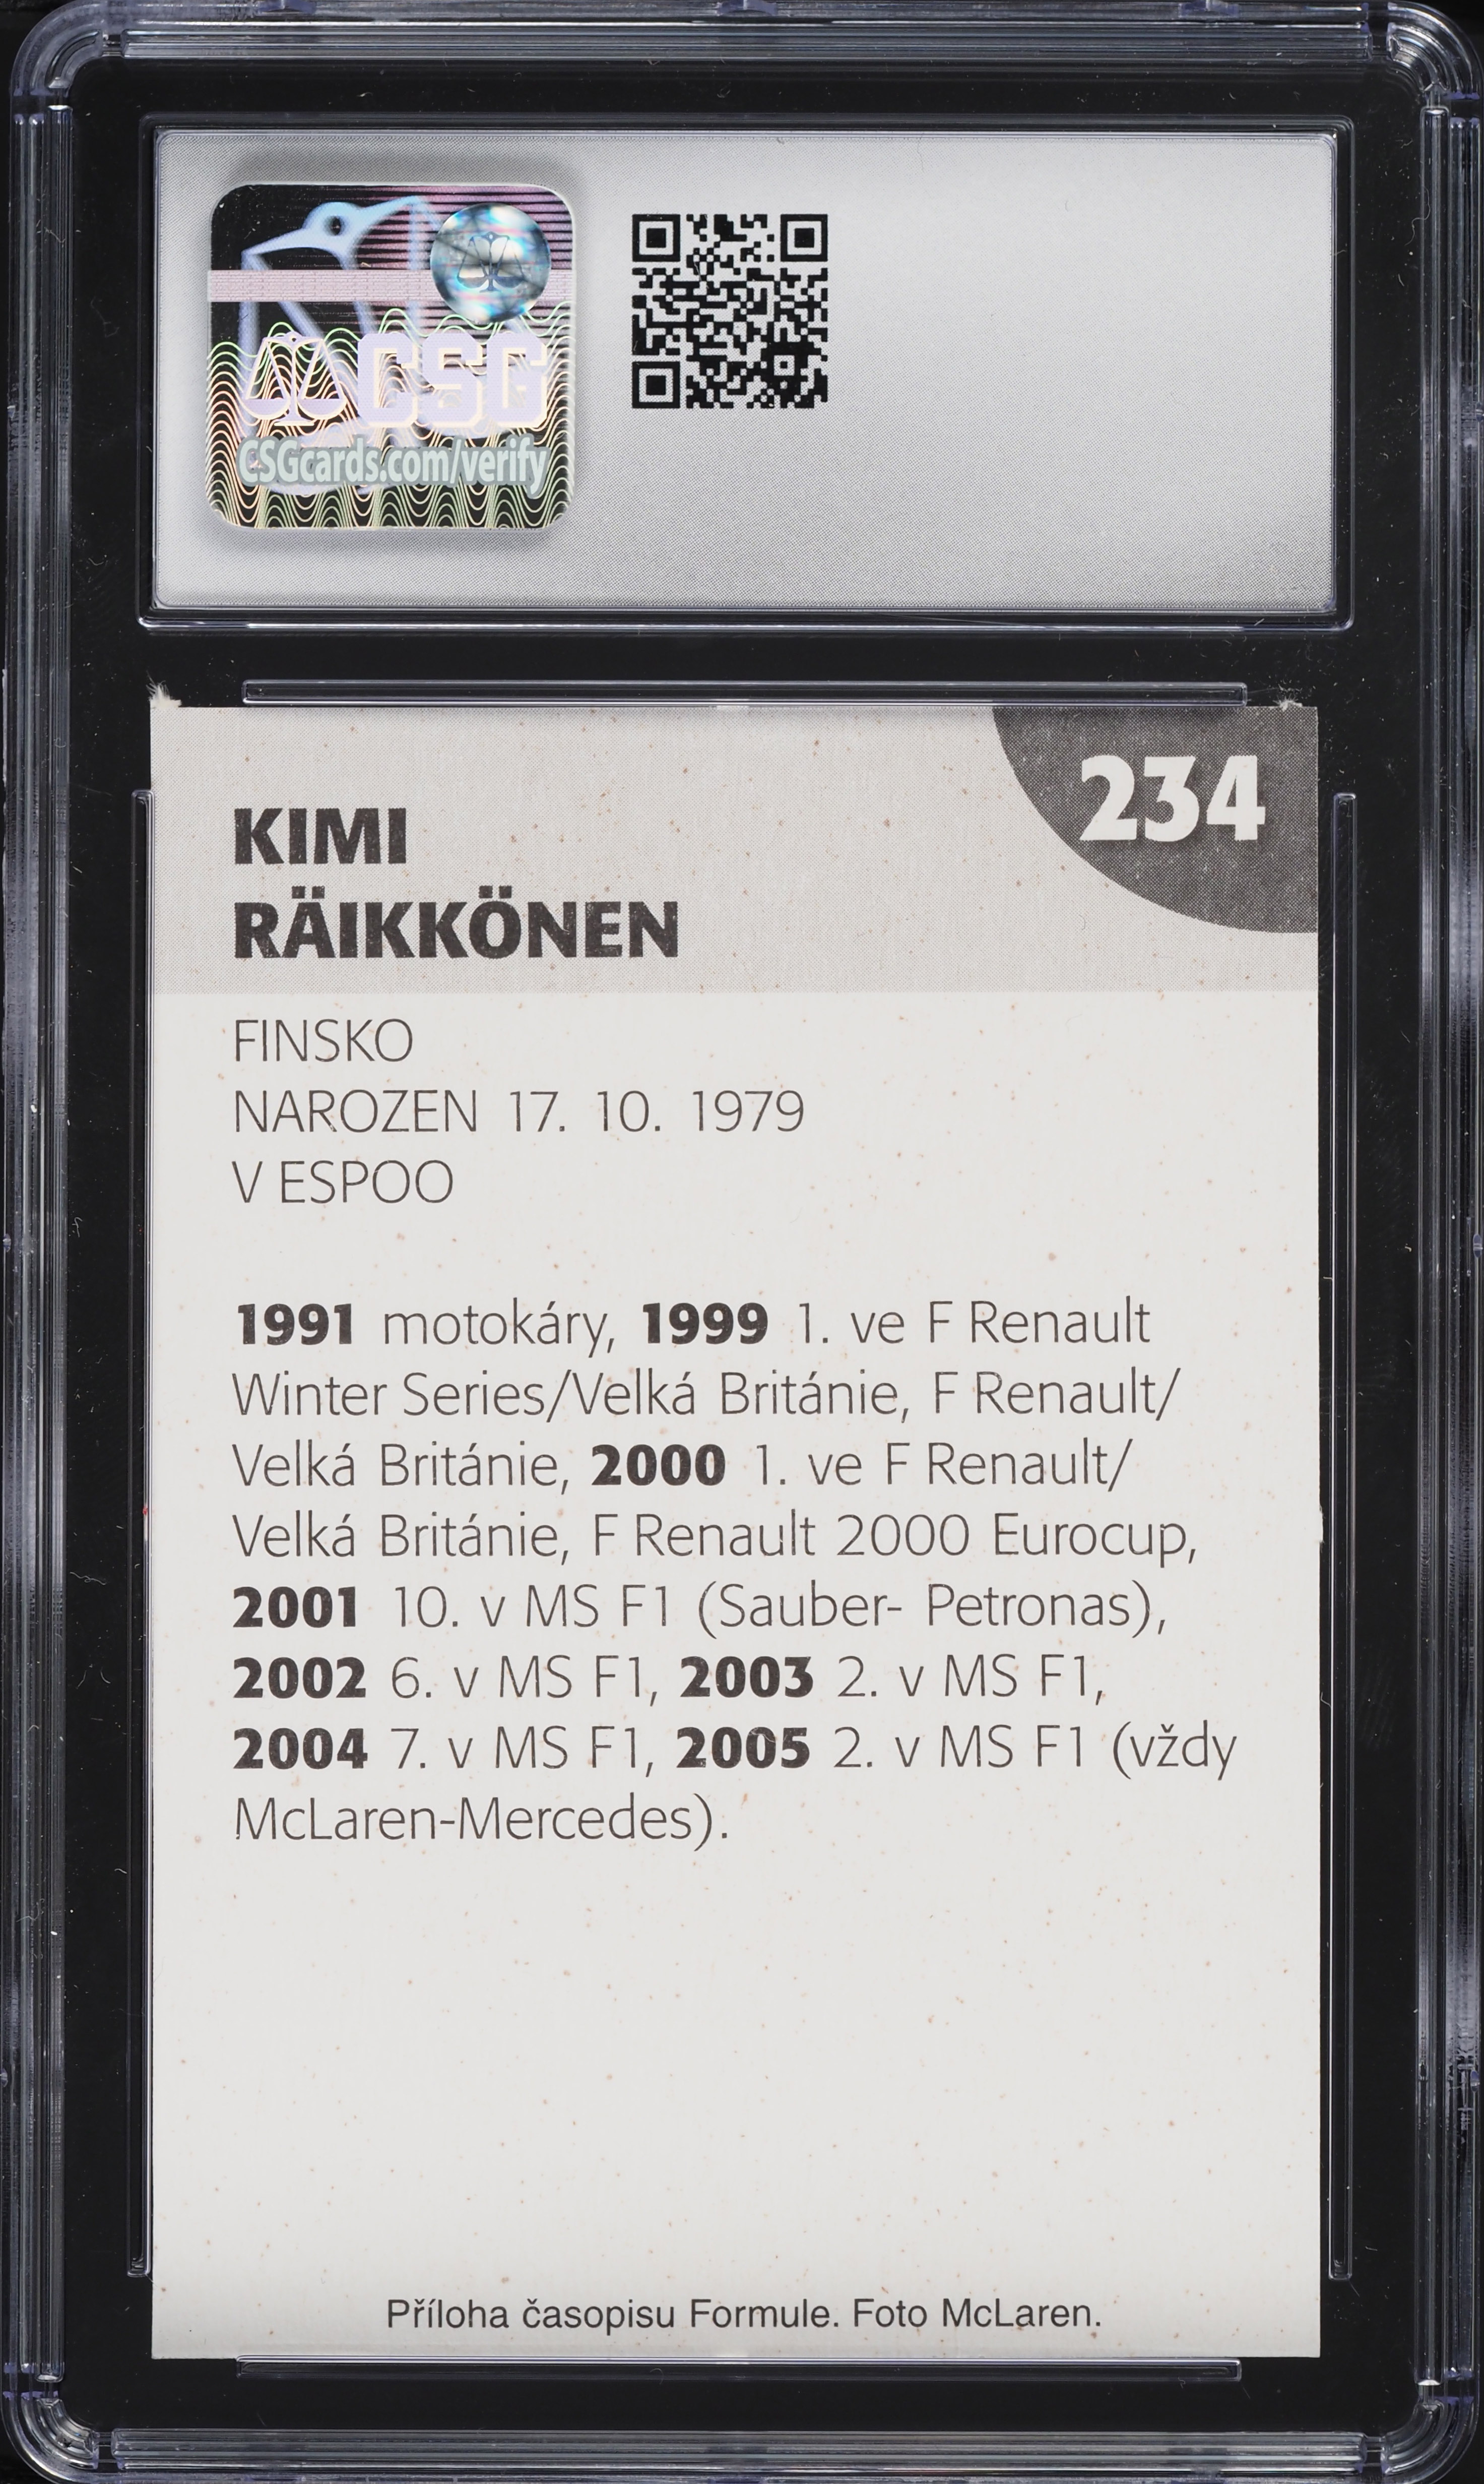 CSG
CSGcards.com/verify
234
KIMI
RÄIKKÖNEN
FINSKO
NAROZEN 17. 10. 1979
V ESPOO
1991 motokáry, 1999 1. ve F Renault
Winter Series/Velká Británie, F Renault/
Velká Británie, 2000 1. ve F Renault/
Velká Británie, F Renault 2000 Eurocup,
2001 10. v MS F1 (Sauber- Petronas),
2002 6. v MS F1, 2003 2. v MS F1,
2004 7. v MS F1, 2005 2. v MS F1 (vždy
McLaren-Mercedes).
Příloha časopisu Formule. Foto McLaren.